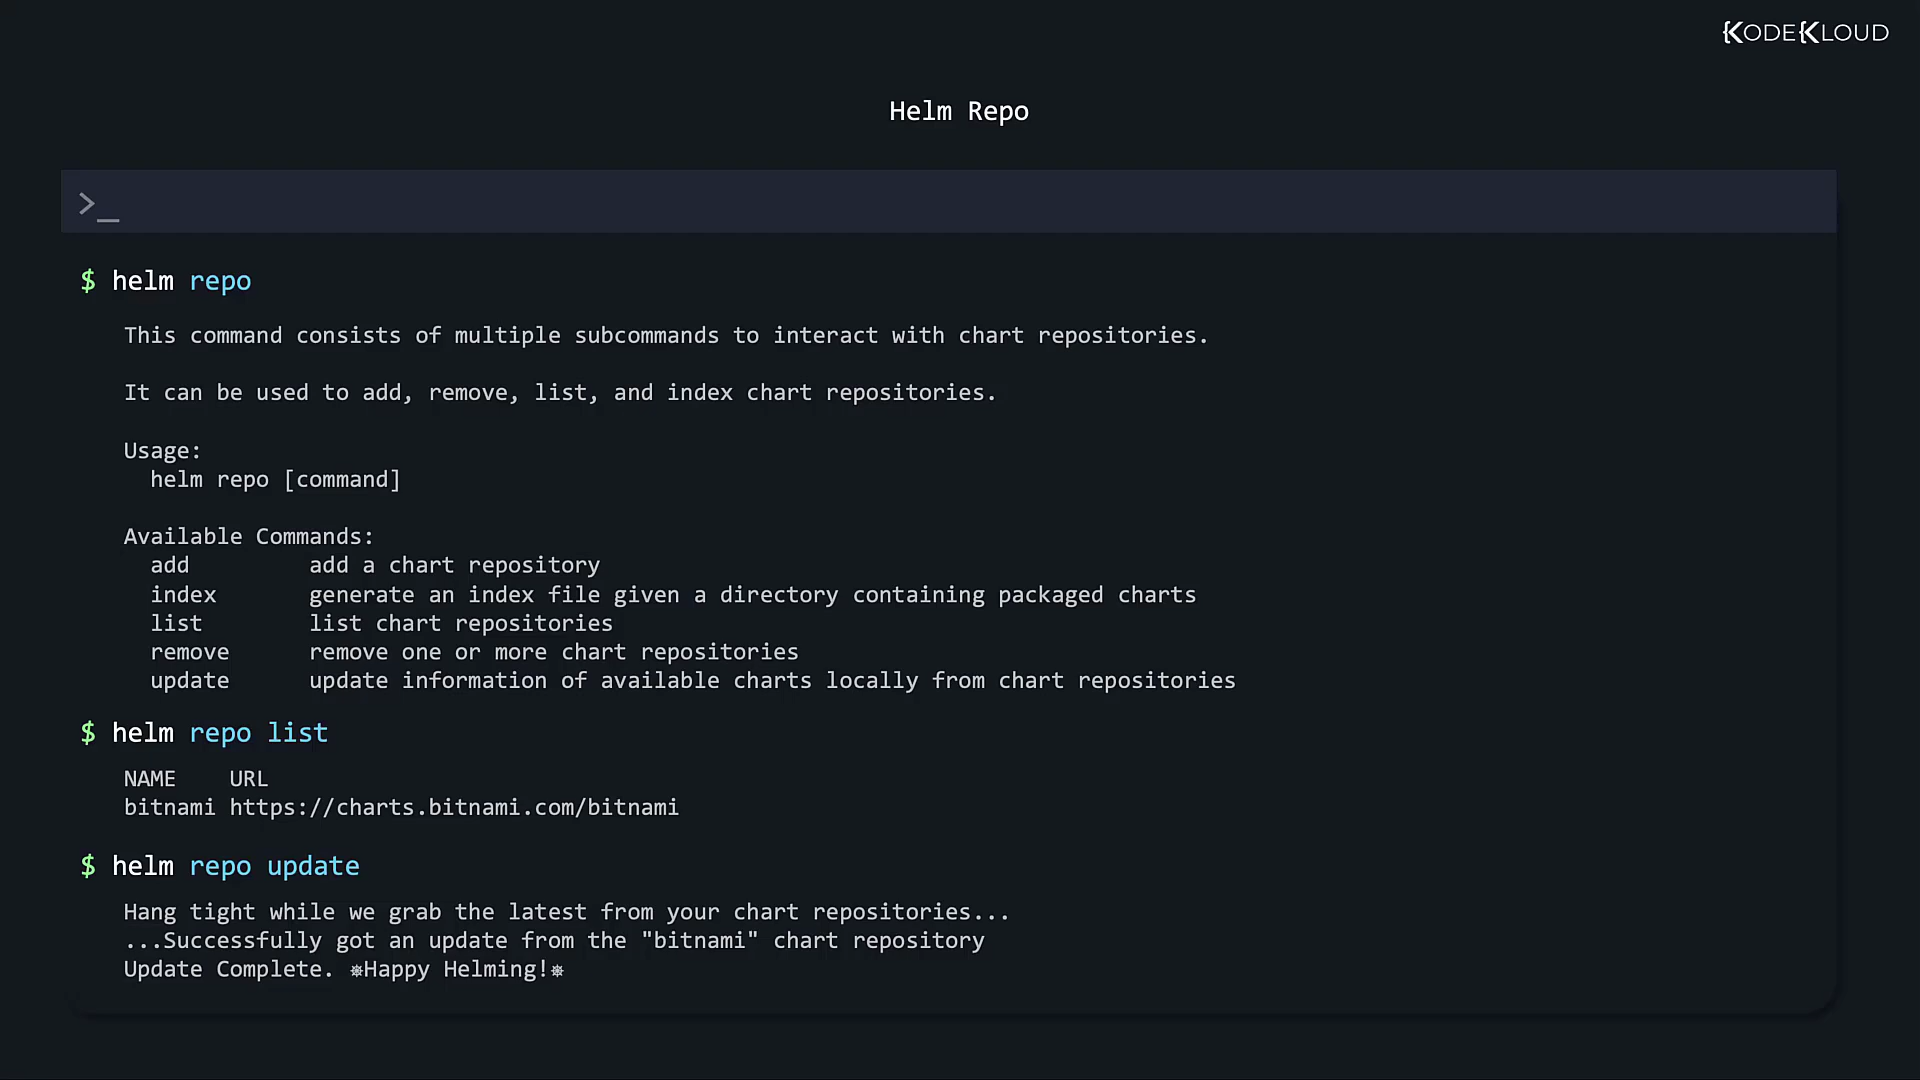 KODEKLOUD
Helm Repo
>_
$ helm repo
This command consists of multiple subcommands to interact with chart repositories.
It can be used to add, remove, list, and index chart repositories.
Usage:
helm repo [command]
Available Commands:
add add a chart repository
index generate an index file given a directory containing packaged charts
list list chart repositories
remove remove one or more chart repositories
update update information of available charts locally from chart repositories
$ helm repo list
NAME URL
bitnami https://charts.bitnami.com/bitnami
$ helm repo update
Hang tight while we grab the latest from your chart repositories...
...Successfully got an update from the "bitnami" chart repository
Update Complete. ⎈Happy Helming!⎈